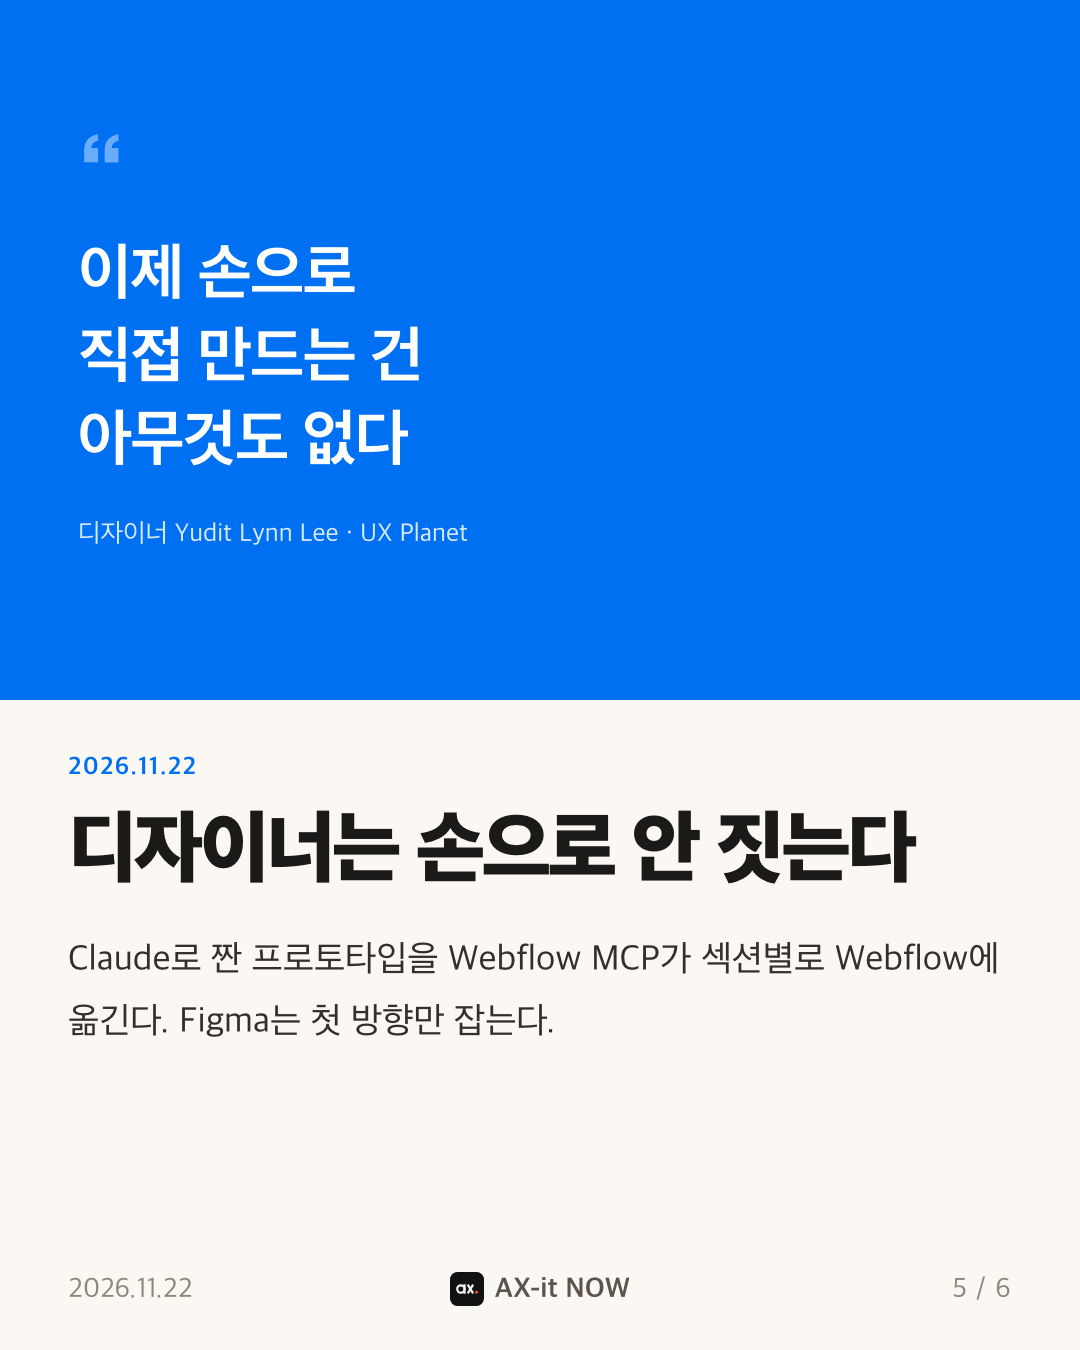 “
이제 손으로
직접 만드는 건
아무것도 없다
디자이너 Yudit Lynn Lee · UX Planet
2026.11.22
디자이너는 손으로 안 짓는다
Claude로 짠 프로토타입을 Webflow MCP가 섹션별로 Webflow에
옮긴다. Figma는 첫 방향만 잡는다.
2026.11.22
ax. AX-it NOW
5 / 6